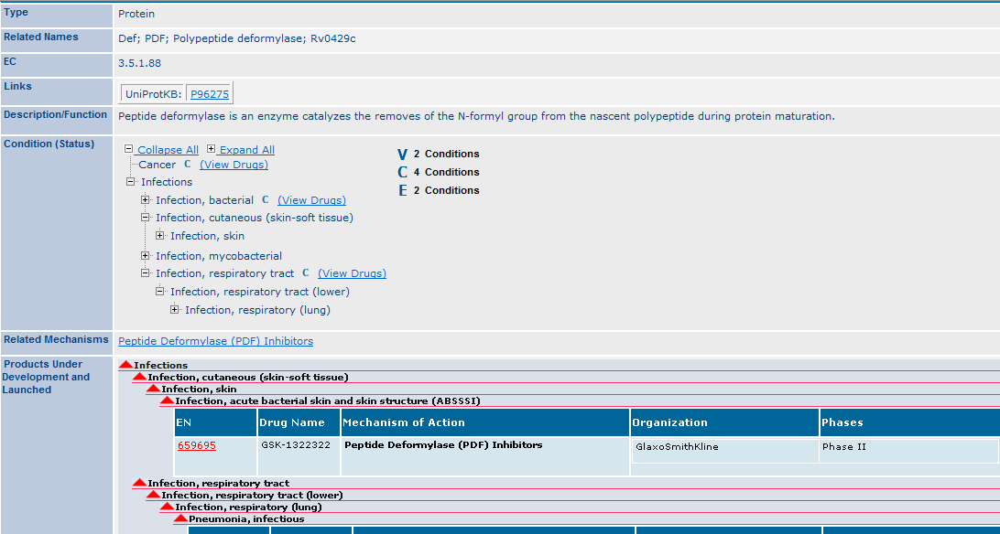 Type Protein
Related Names Def; PDF; Polypeptide deformylase; Rv0429c
EC 3.5.1.88
Links UniProtKB: P96275
Description/Function Peptide deformylase is an enzyme catalyzes the removes of the N-formyl group from the nascent polypeptide during protein maturation.
Condition (Status)
Collapse All Expand All
Cancer C (View Drugs)
Infections
Infection, bacterial C (View Drugs)
Infection, cutaneous (skin-soft tissue)
Infection, skin
Infection, mycobacterial
Infection, respiratory tract C (View Drugs)
Infection, respiratory tract (lower)
Infection, respiratory (lung)
V 2 Conditions
C 4 Conditions
E 2 Conditions
Related Mechanisms Peptide Deformylase (PDF) Inhibitors
Products Under
Development and
Launched
Infections
Infection, cutaneous (skin-soft tissue)
Infection, skin
Infection, acute bacterial skin and skin structure (ABSSSI)
EN Drug Name Mechanism of Action Organization Phases
659695 GSK-1322322 Peptide Deformylase (PDF) Inhibitors GlaxoSmithKline Phase II
Infection, respiratory tract
Infection, respiratory tract (lower)
Infection, respiratory (lung)
Pneumonia, infectious